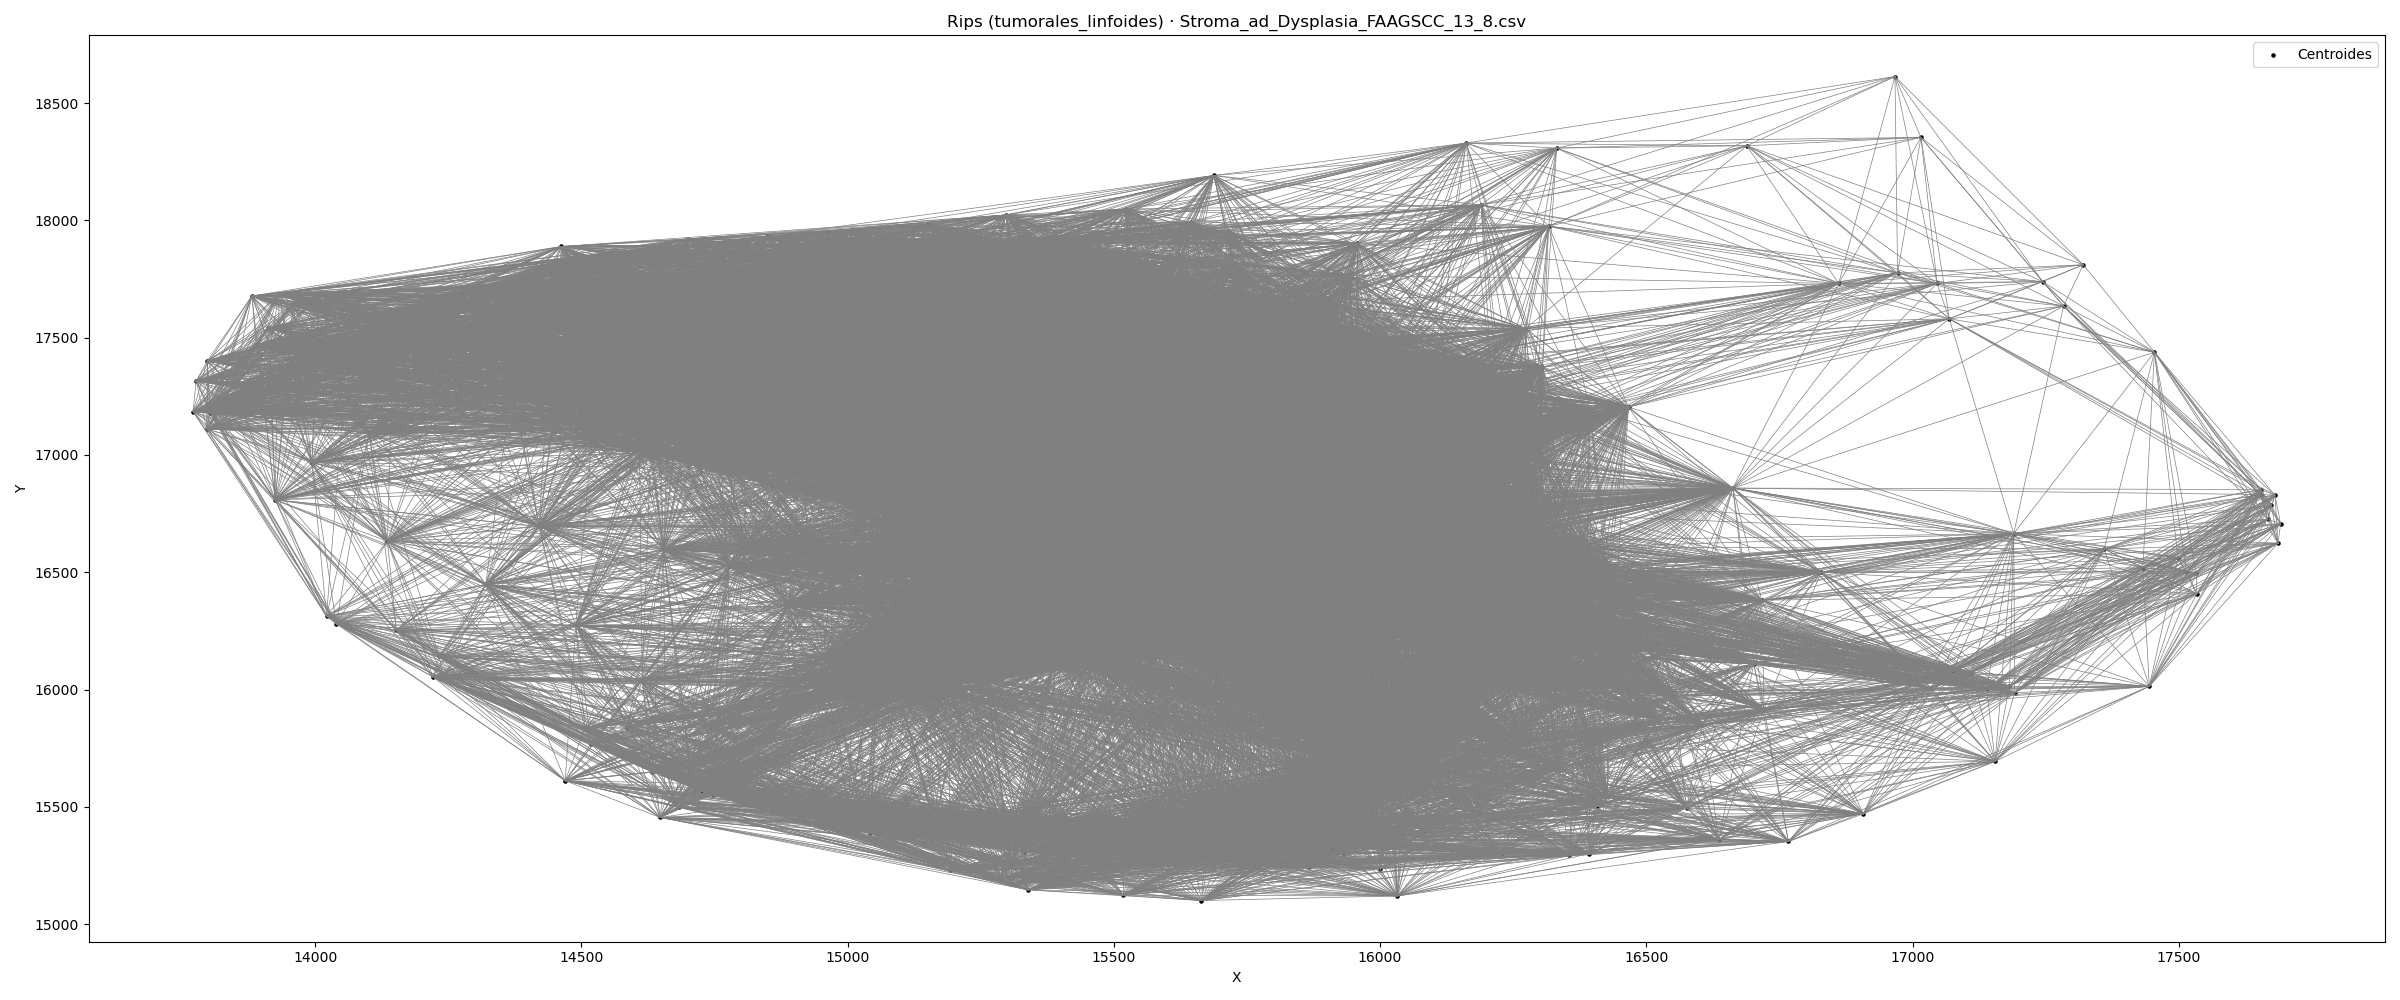 Rips (tumorales_linfoides) · Stroma_ad_Dysplasia_FAAGSCC_13_8.csv
Centroides
18500
18000
17500
17000
16500
16000
15500
15000
Y
14000 14500 15000 15500 16000 16500 17000 17500
X